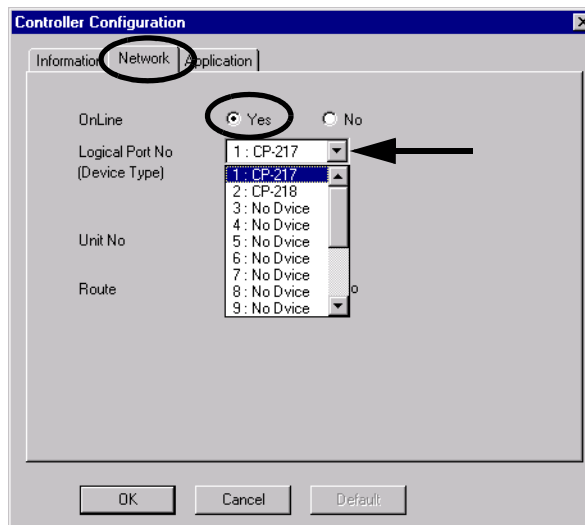 Controller Configuration
Information Network Application
OnLine Yes No
Logical Port No 1 : CP-217
(Device Type)
1 : CP-217
2 : CP-218
3 : No Dvice
4 : No Dvice
Unit No 5 : No Dvice
6 : No Dvice
7 : No Dvice
Route 8 : No Dvice o
9 : No Dvice
OK Cancel Default